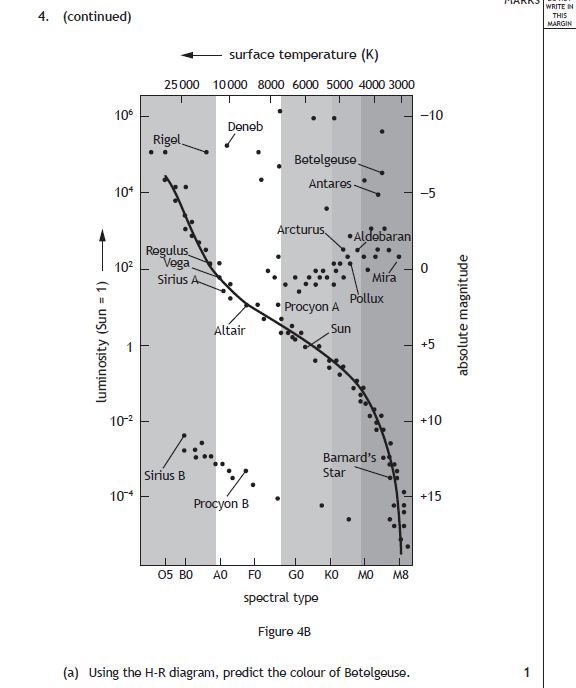 MARKS
WRITE IN
THIS
MARGIN
4. (continued)
surface temperature (K)
25 000 10 000 8000 6000 5000 4000 3000
10⁶
-10
Deneb
Rigel
Betelgeuse
Antares
10⁴
-5
Arcturus
Aldebaran
Regulus
Vega
10²
0
Sirius A
Mira
Pollux
Procyon A
Altair
Sun
luminosity (Sun = 1)
absolute magnitude
1
+5
10⁻²
+10
Barnard's
Star
Sirius B
10⁻⁴
+15
Procyon B
O5 B0 A0 F0 G0 K0 M0 M8
spectral type
Figure 4B
(a) Using the H-R diagram, predict the colour of Betelgeuse. 1